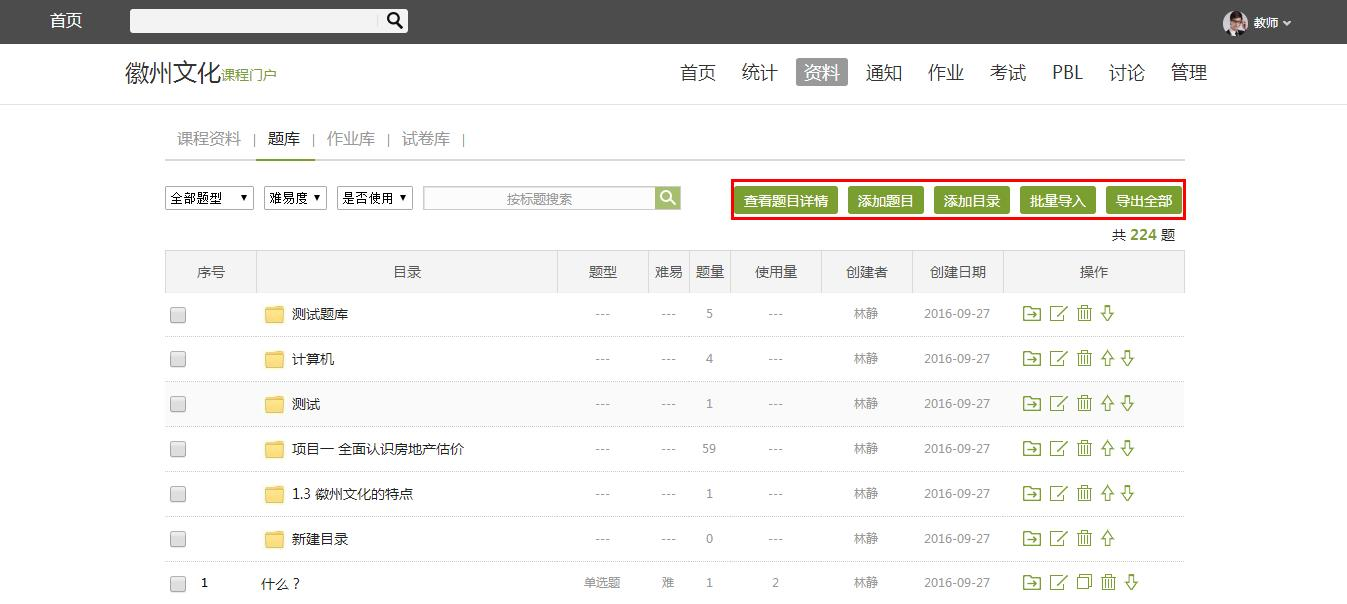 首页
教师
徽州文化课程门户
首页 统计 资料 通知 作业 考试 PBL 讨论 管理
课程资料 | 题库 | 作业库 | 试卷库 |
全部题型 难易度 是否使用 按标题搜索 查看题目详情 添加题目 添加目录 批量导入 导出全部
共 224 题
序号 目录 题型 难易 题量 使用量 创建者 创建日期 操作
测试题库 --- --- 5 --- 林静 2016-09-27
计算机 --- --- 4 --- 林静 2016-09-27
测试 --- --- 1 --- 林静 2016-09-27
项目一 全面认识房地产估价 --- --- 59 --- 林静 2016-09-27
1.3 徽州文化的特点 --- --- 1 --- 林静 2016-09-27
新建目录 --- --- 0 --- 林静 2016-09-27
1 什么？ 单选题 难 1 2 林静 2016-09-27